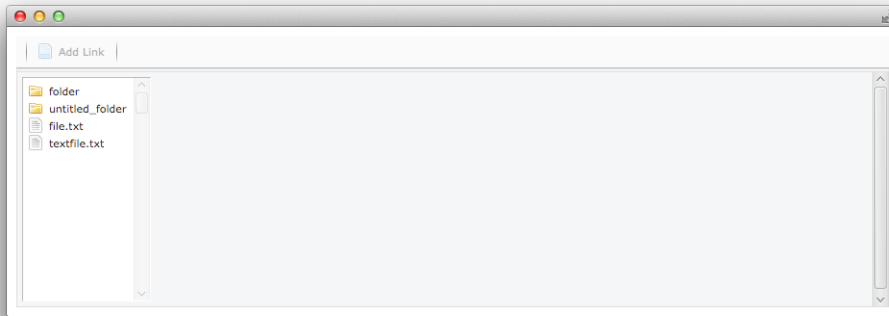 Add Link
folder
untitled_folder
file.txt
textfile.txt